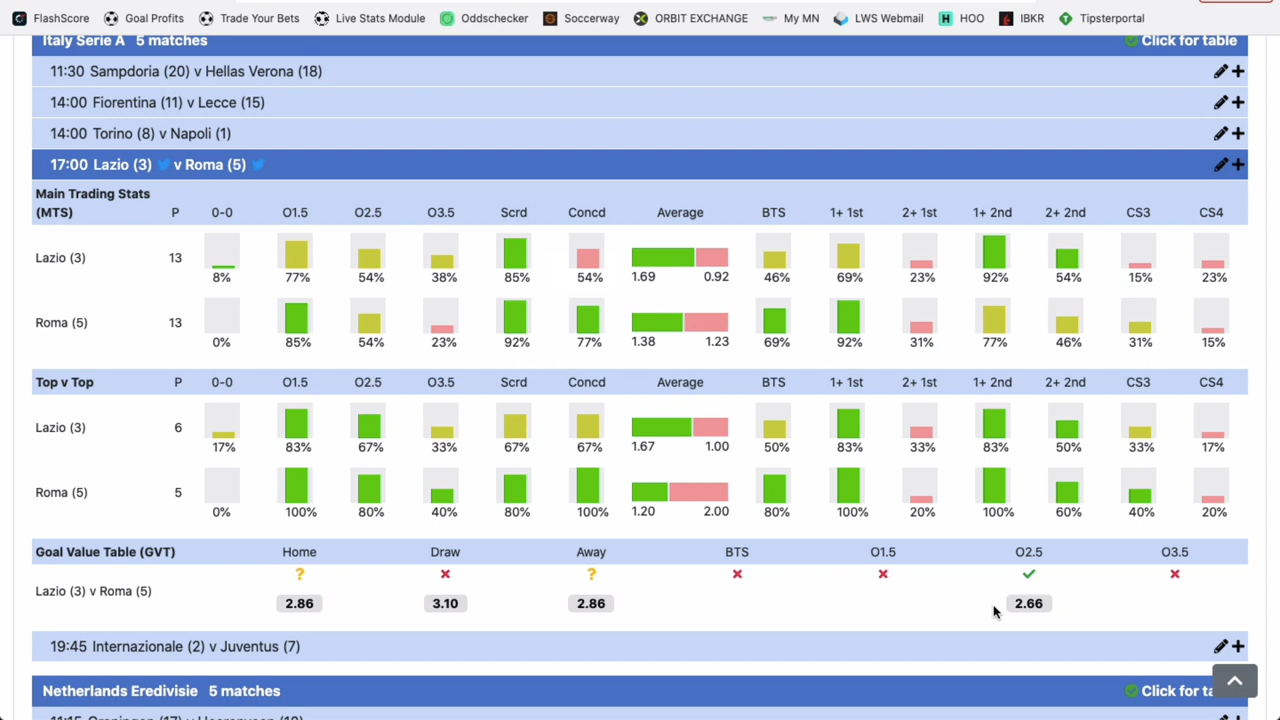 FlashScore Goal Profits Trade Your Bets Live Stats Module Oddschecker Soccerway ORBIT EXCHANGE My MN LWS Webmail HOO IBKR Tipsterportal
Italy Serie A 5 matches Click for table
11:30 Sampdoria (20) v Hellas Verona (18)
14:00 Fiorentina (11) v Lecce (15)
14:00 Torino (8) v Napoli (1)
17:00 Lazio (3) v Roma (5)
Main Trading Stats
(MTS) P 0-0 O1.5 O2.5 O3.5 Scrd Concd Average BTS 1+ 1st 2+ 1st 1+ 2nd 2+ 2nd CS3 CS4
Lazio (3) 13 8% 77% 54% 38% 85% 54% 1.69 0.92 46% 69% 23% 92% 54% 15% 23%
Roma (5) 13 0% 85% 54% 23% 92% 77% 1.38 1.23 69% 92% 31% 77% 46% 31% 15%
Top v Top P 0-0 O1.5 O2.5 O3.5 Scrd Concd Average BTS 1+ 1st 2+ 1st 1+ 2nd 2+ 2nd CS3 CS4
Lazio (3) 6 17% 83% 67% 33% 67% 67% 1.67 1.00 50% 83% 33% 83% 50% 33% 17%
Roma (5) 5 0% 100% 80% 40% 80% 100% 1.20 2.00 80% 100% 20% 100% 60% 40% 20%
Goal Value Table (GVT) Home Draw Away BTS O1.5 O2.5 O3.5
Lazio (3) v Roma (5) ? ?
2.86 3.10 2.86 2.66
19:45 Internazionale (2) v Juventus (7)
Netherlands Eredivisie 5 matches Click for ta